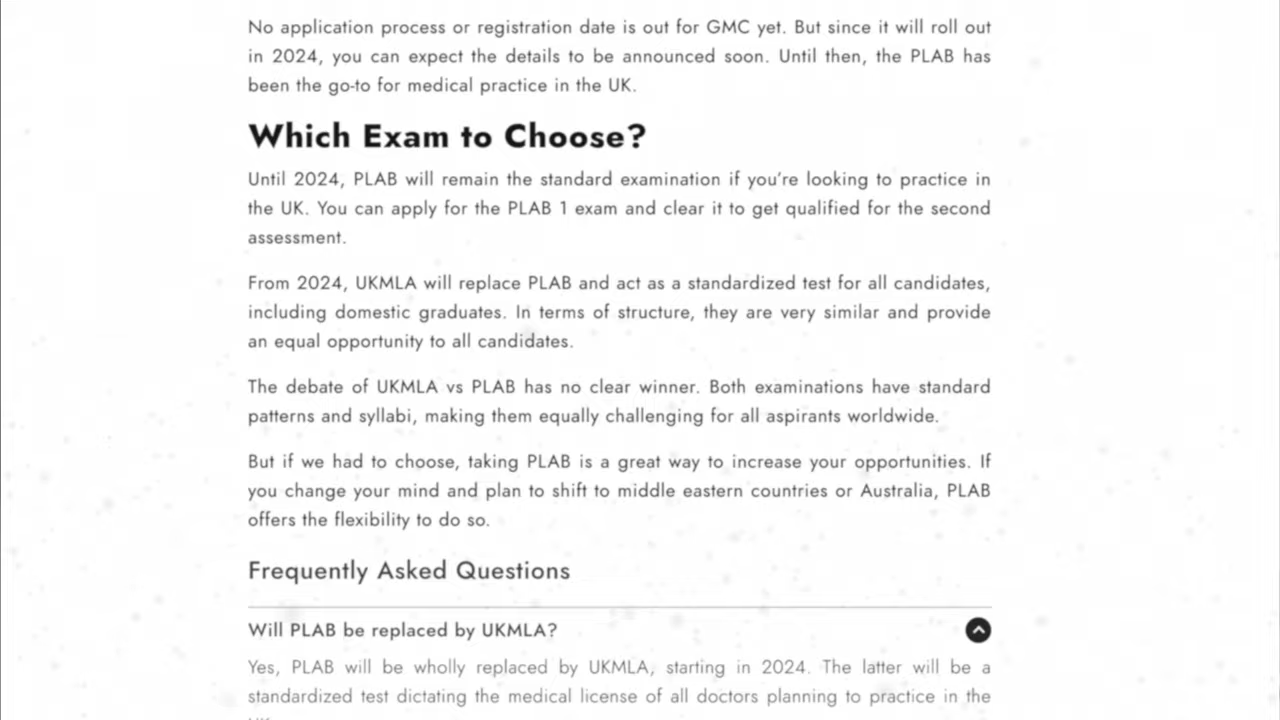 No application process or registration date is out for GMC yet. But since it will roll out
in 2024, you can expect the details to be announced soon. Until then, the PLAB has
been the go-to for medical practice in the UK.
Which Exam to Choose?
Until 2024, PLAB will remain the standard examination if you're looking to practice in
the UK. You can apply for the PLAB 1 exam and clear it to get qualified for the second
assessment.
From 2024, UKMLA will replace PLAB and act as a standardized test for all candidates,
including domestic graduates. In terms of structure, they are very similar and provide
an equal opportunity to all candidates.
The debate of UKMLA vs PLAB has no clear winner. Both examinations have standard
patterns and syllabi, making them equally challenging for all aspirants worldwide.
But if we had to choose, taking PLAB is a great way to increase your opportunities. If
you change your mind and plan to shift to middle eastern countries or Australia, PLAB
offers the flexibility to do so.
Frequently Asked Questions
Will PLAB be replaced by UKMLA?
Yes, PLAB will be wholly replaced by UKMLA, starting in 2024. The latter will be a
standardized test dictating the medical license of all doctors planning to practice in the